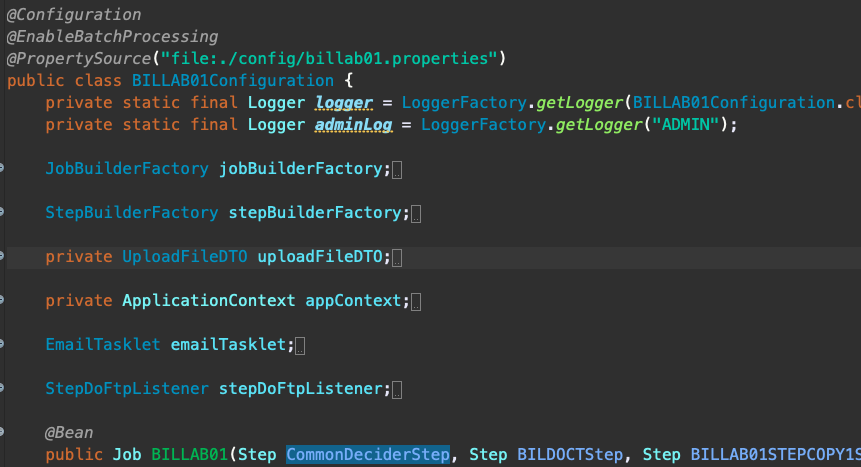 @Configuration
@EnableBatchProcessing
@PropertySource("file:./config/billab01.properties")
public class BILLAB01Configuration {
private static final Logger logger = LoggerFactory.getLogger(BILLAB01Configuration.cl
private static final Logger adminLog = LoggerFactory.getLogger("ADMIN");
JobBuilderFactory jobBuilderFactory;
StepBuilderFactory stepBuilderFactory;
private UploadFileDTO uploadFileDTO;
private ApplicationContext appContext;
EmailTasklet emailTasklet;
StepDoFtpListener stepDoFtpListener;
@Bean
public Job BILLAB01(Step CommonDeciderStep, Step BILDOCTStep, Step BILLAB01STEPCOPY1S